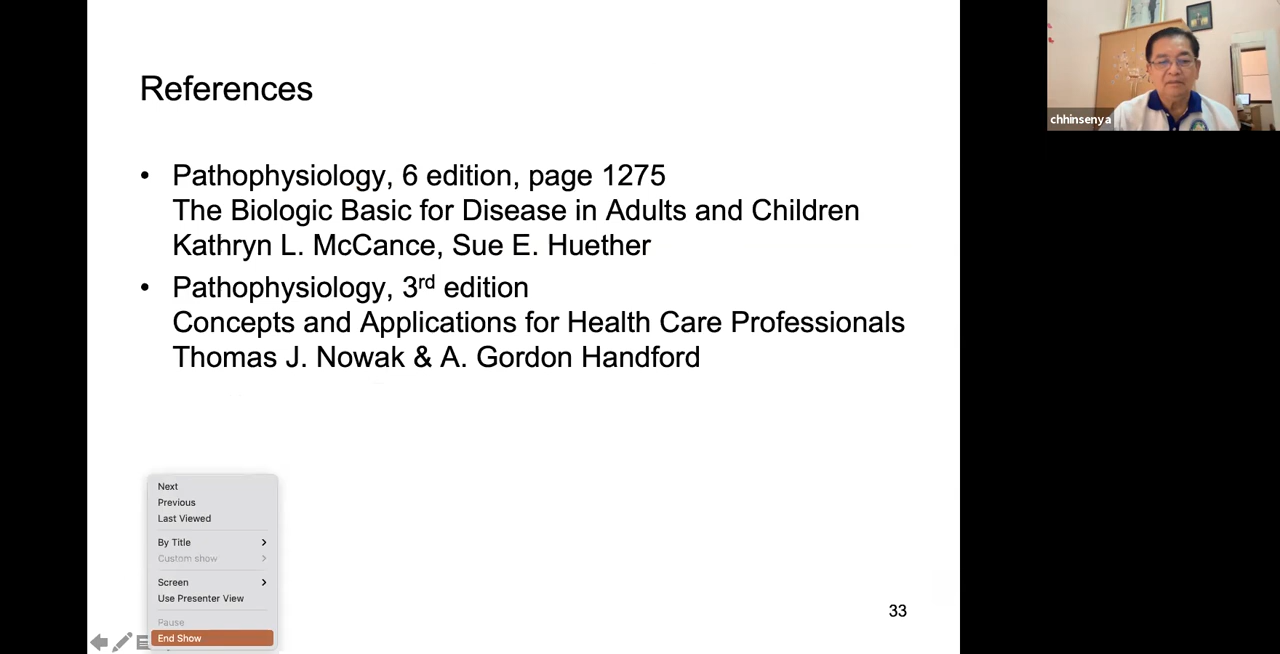 References
• Pathophysiology, 6 edition, page 1275
The Biologic Basic for Disease in Adults and Children
Kathryn L. McCance, Sue E. Huether
• Pathophysiology, 3rd edition
Concepts and Applications for Health Care Professionals
Thomas J. Nowak & A. Gordon Handford
chhinsenya
Next
Previous
Last Viewed
By Title
Custom show
Screen
Use Presenter View
Pause
End Show
33